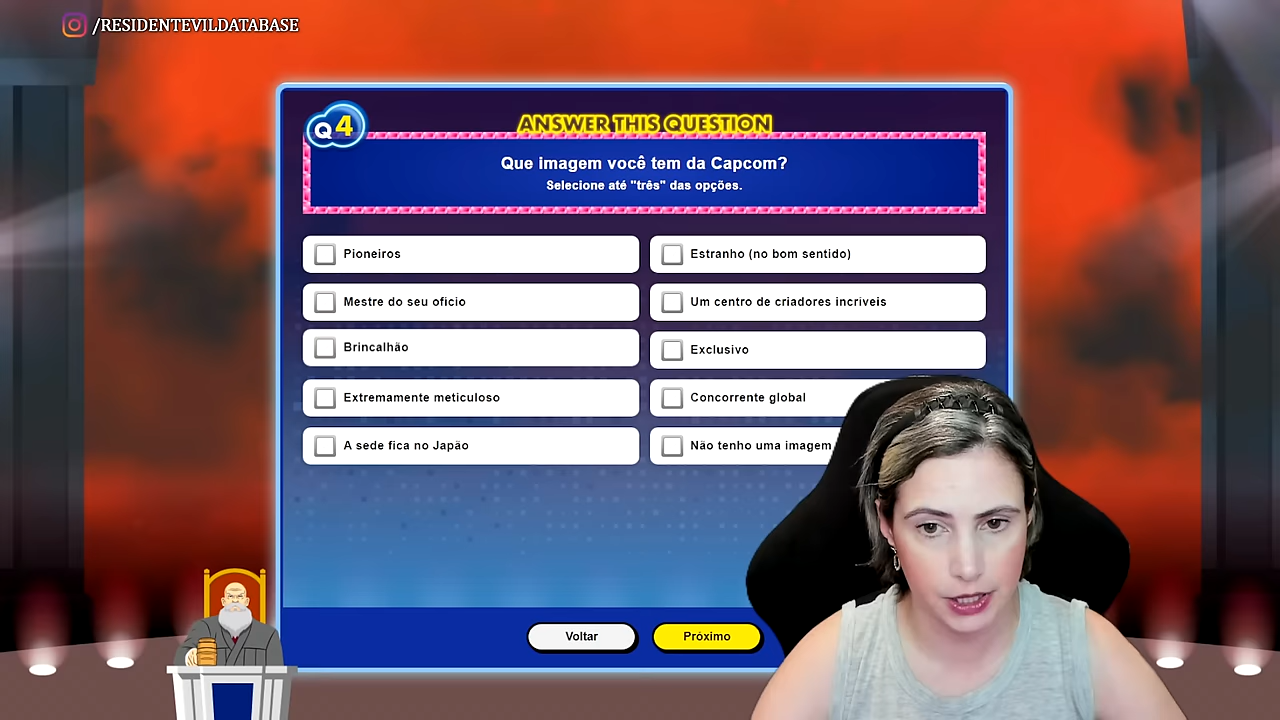 /RESIDENTEVILDATABASE
Q4
ANSWER THIS QUESTION
Que imagem você tem da Capcom?
Selecione até "três" das opções.
Pioneiros
Estranho (no bom sentido)
Mestre do seu oficio
Um centro de criadores incriveis
Brincalhão
Exclusivo
Extremamente meticuloso
Concorrente global
A sede fica no Japão
Não tenho uma imagem
Voltar
Próximo